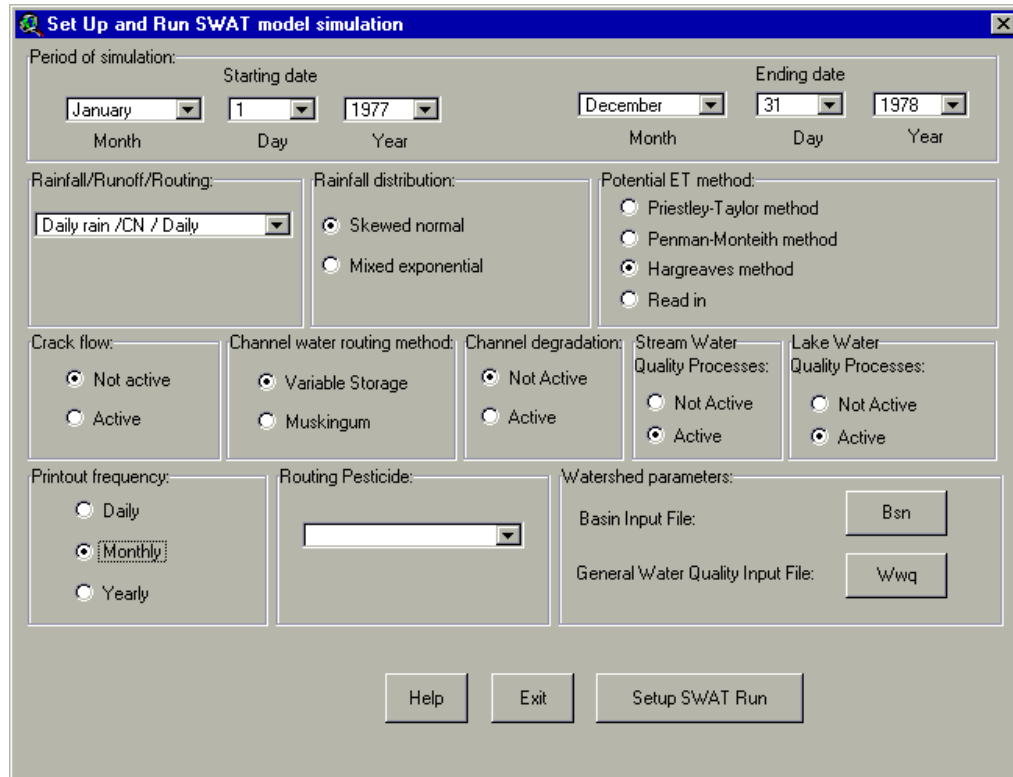 Set Up and Run SWAT model simulation
Period of simulation:
Starting date
Ending date
January 1 1977 December 31 1978
Month Day Year Month Day Year
Rainfall/Runoff/Routing:
Daily rain /CN / Daily
Rainfall distribution:
Skewed normal
Mixed exponential
Potential ET method:
Priestley-Taylor method
Penman-Monteith method
Hargreaves method
Read in
Crack flow:
Not active
Active
Channel water routing method:
Variable Storage
Muskingum
Channel degradation:
Not Active
Active
Stream Water
Quality Processes:
Not Active
Active
Lake Water
Quality Processes:
Not Active
Active
Printout frequency:
Daily
Monthly
Yearly
Routing Pesticide:
Watershed parameters:
Basin Input File: Bsn
General Water Quality Input File: Wwq
Help Exit Setup SWAT Run